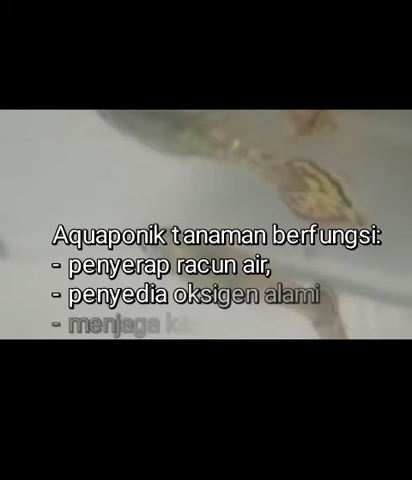 Aquaponik tanaman berfungsi:
- penyerap racun air,
- penyedia oksigen alami
- menjaga